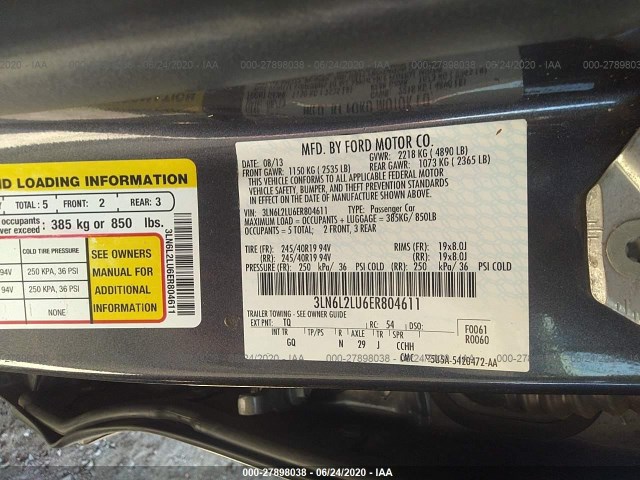 000-27898038 - 06/24/2020 - IAA
ND LOADING INFORMATION
TOTAL: 5 FRONT: 2 REAR: 3
occupants
ver exceed : 385 kg or 850 lbs.
COLD TIRE PRESSURE
94V 250 KPA, 36 PSI
94V 250 KPA, 36 PSI
NONE
SEE OWNERS
MANUAL FOR
ADDITIONAL
INFORMATION
3LN6L2LU6ER804611
MFD. BY FORD MOTOR CO.
08/13 GVWR: 2218 KG ( 4890 LB)
FRONT GAWR: 1150 KG ( 2535 LB) REAR GAWR: 1073 KG ( 2365 LB)
THIS VEHICLE CONFORMS TO ALL APPLICABLE FEDERAL MOTOR
VEHICLE SAFETY, BUMPER, AND THEFT PREVENTION STANDARDS
IN EFFECT ON THE DATE OF MANUFACTURE SHOWN ABOVE.
VIN: 3LN6L2LU6ER804611 TYPE: Passenger Car
MAXIMUM LOAD = OCCUPANTS + LUGGAGE = 385KG/ 850LB
OCCUPANTS = 5 TOTAL; 2 FRONT, 3 REAR
TIRE (FR): 245/40R19 94V RIMS (FR): 19x8.0J
(RR): 245/40R19 94V (RR): 19x8.0J
PRESSURE (FR) 250 kPa/ 36 PSI COLD (RR) 250 kPa/ 36 PSI COLD
3LN6L2LU6ER804611
TRAILER TOWING - SEE OWNER GUIDE
EXT PNT: TQ RC: 54 DSO:
INT TR TP/PS R AXLE TR SPR
GQ N 29 J CCHH
F0061
R0060
000-27898038 - 06/24/2020 - IAA